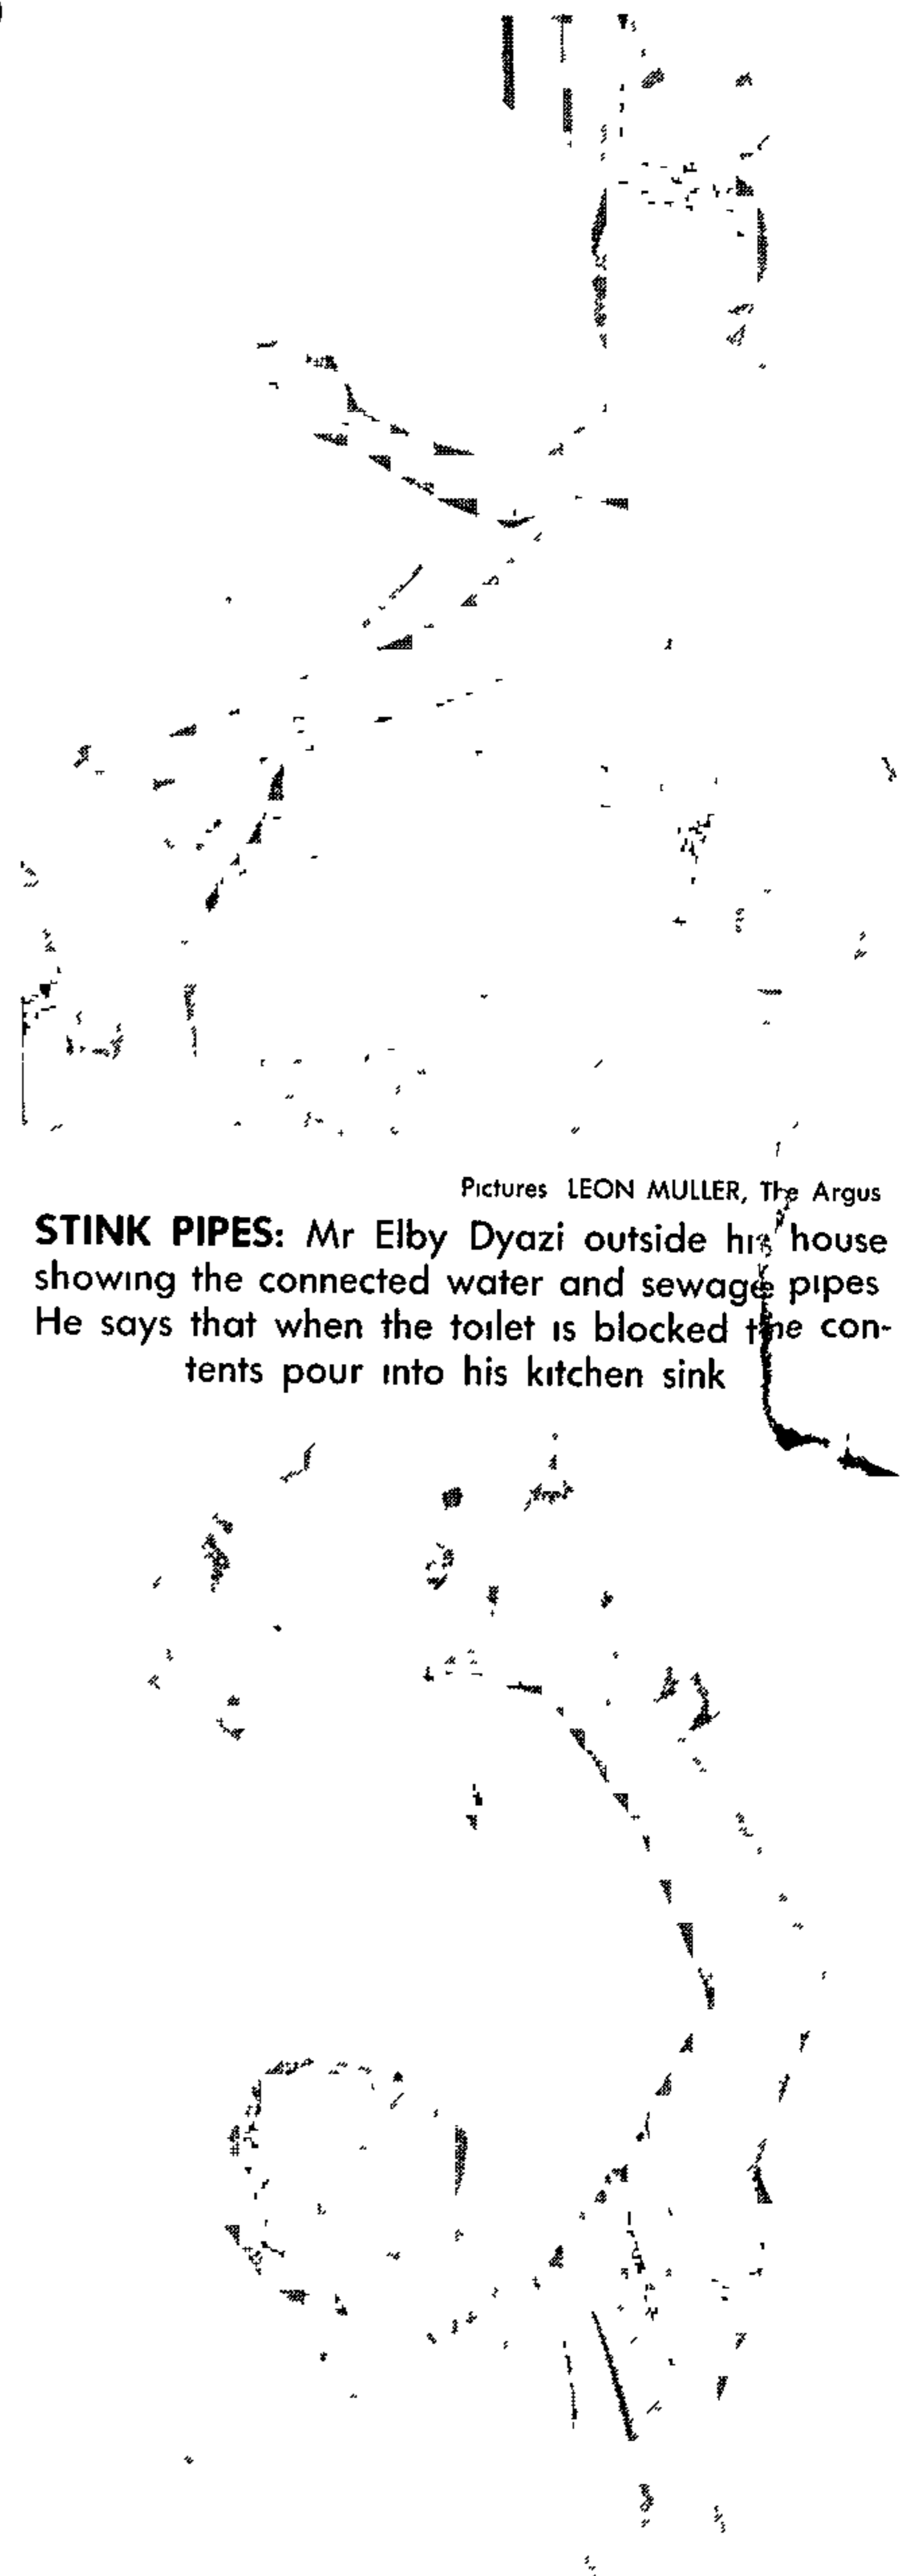 Pictures LEON MULLER, The Argus
STINK PIPES: Mr Elby Dyazi outside his house
showing the connected water and sewage pipes
He says that when the toilet is blocked the con-
tents pour into his kitchen sink